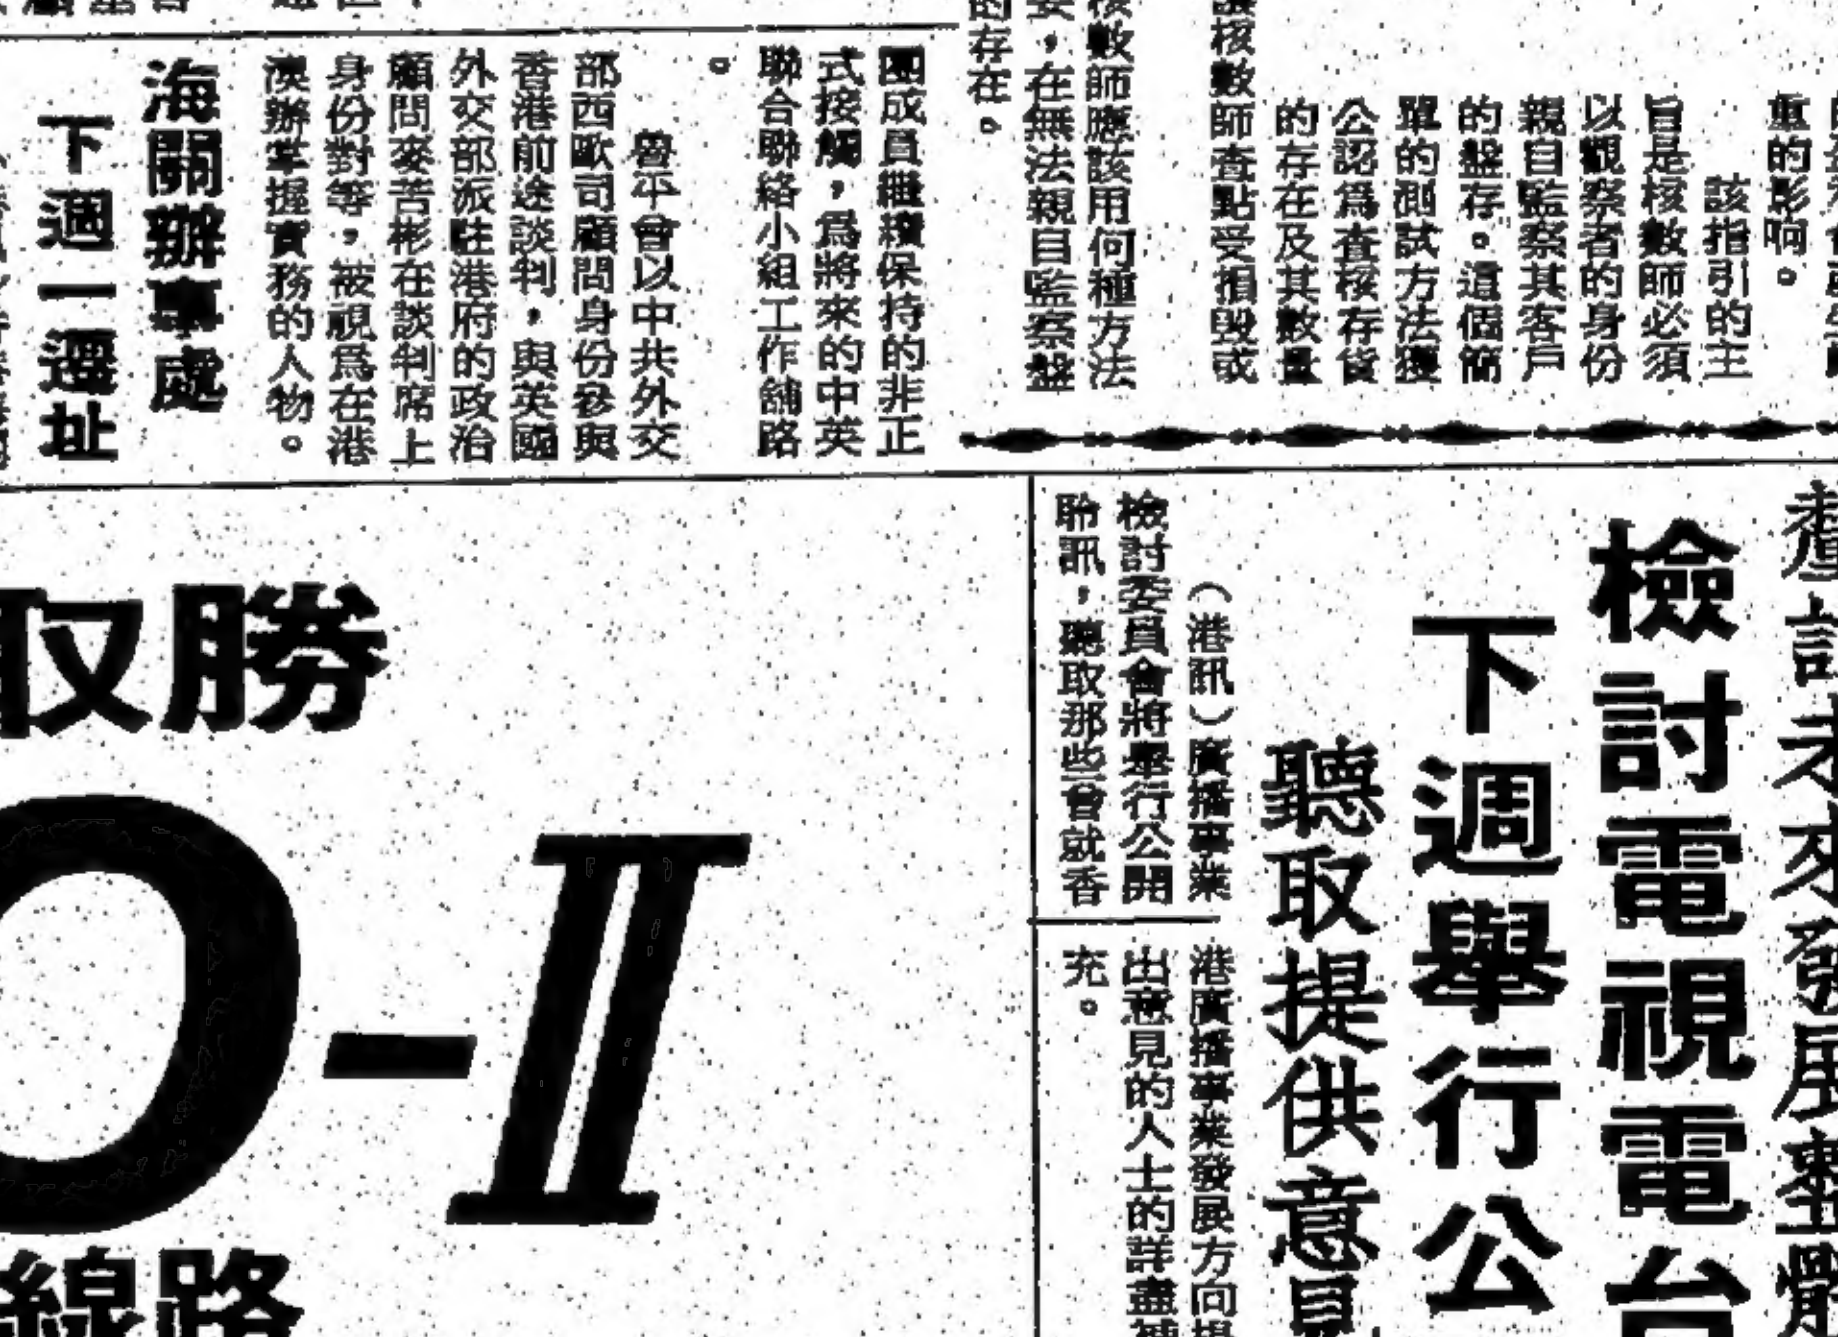 重的影响。
該指引的主
旨是核數師必須
以觀察者的身份
親自監察其客戶
的盤存。這個簡
單的測試方法獲
公認為查核存貨
的存在及其數量
核數師查點受損毀或
核數師應該用何種方法
，在無法親自監察盤
的存在。
團成員繼續保持的非正
式接觸，爲將來的中英
聯合聯絡小組工作舖路
。
魯平曾以中共外交
部西歐司顧問身份參與
香港前途談判，與英國
外交部派駐港府的政治
顧問麥若彬在談判席上
身份對等，被視爲在港
澳辦掌握實務的人物。
海關辦事處
下週一遷址
未來發展整體
檢討電視電台
下週舉行公
聽取提供意見
（港訊）廣播事業
檢討委員會將舉行公開
聆訊，聽取那些曾就香
港廣播事業發展方向提
出意見的人士的詳盡補
充。
取勝
O-II
線路